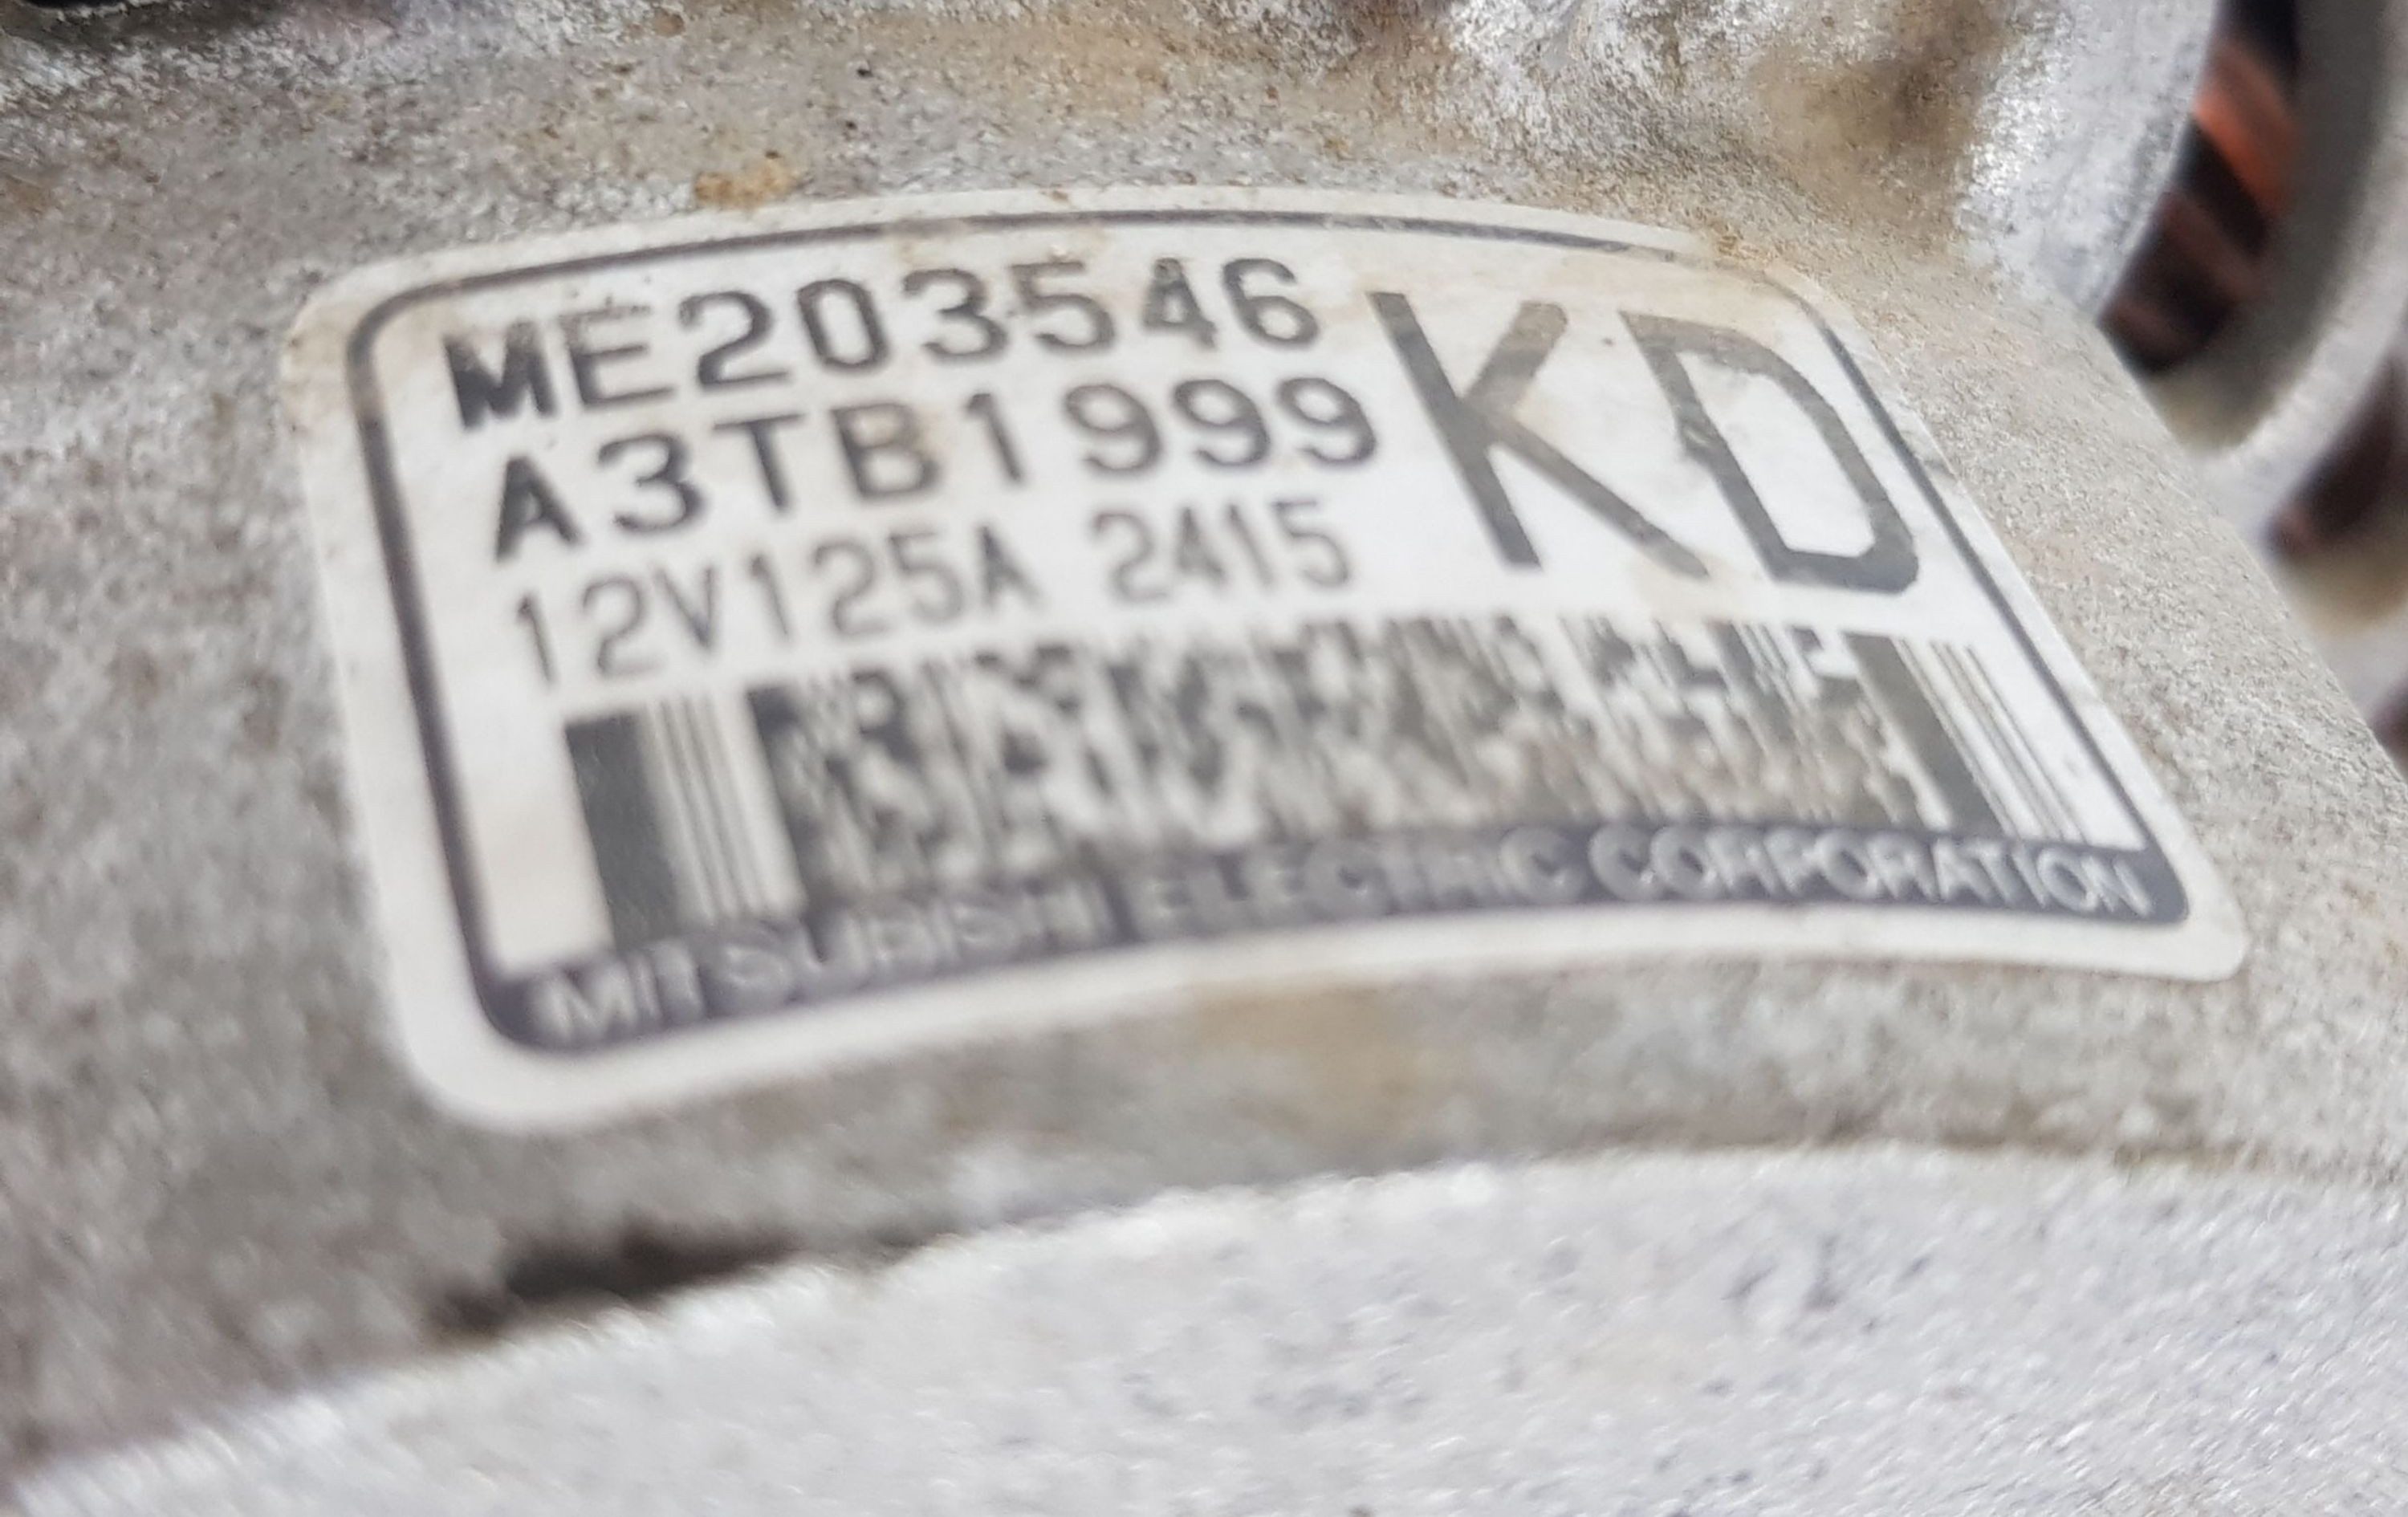 ME203546
A3TB1999
KD
12V125A 2415
MITSUBISHI ELECTRIC CORPORATION